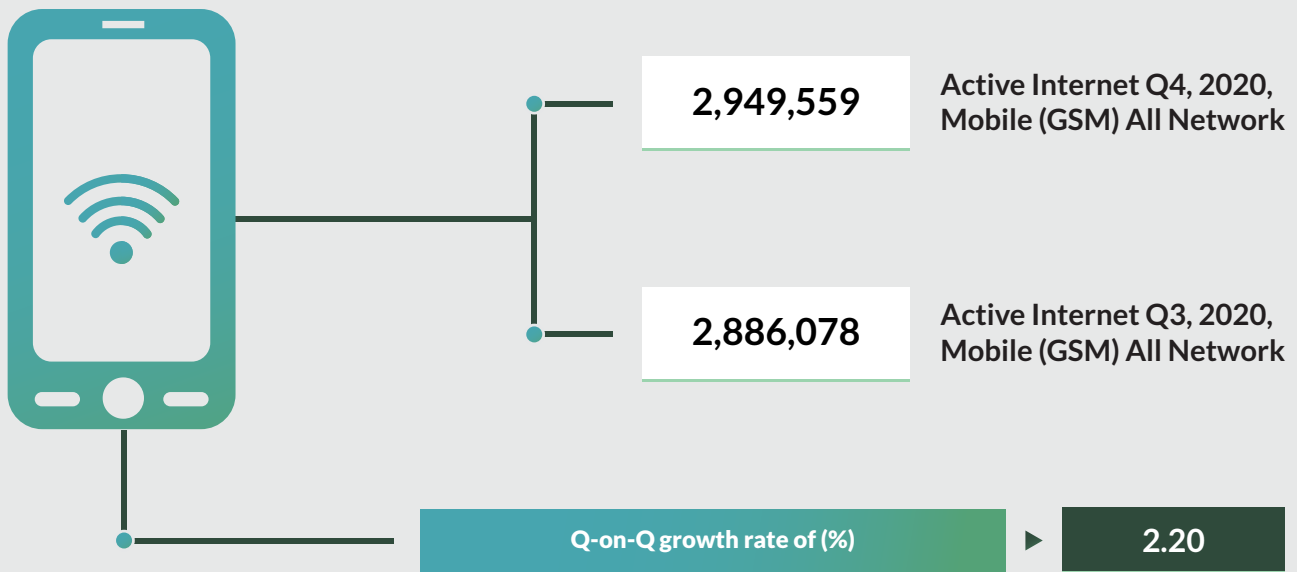 2,949,559
Active Internet Q4, 2020,
Mobile (GSM) All Network
2,886,078
Active Internet Q3, 2020,
Mobile (GSM) All Network
Q-on-Q growth rate of (%)
2.20